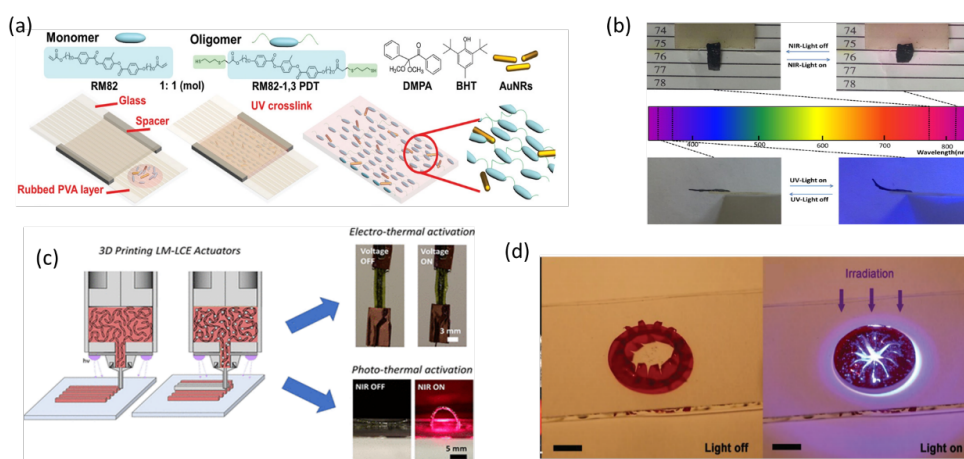 (a)
Monomer
Oligomer
RM82
1: 1 (mol)
RM82-1,3 PDT
DMPA
BHT
AuNRs
Glass
Spacer
UV crosslink
Rubbed PVA layer
(b)
74
75
76
77
78
NIR-Light off
NIR-Light on
74
75
76
77
78
400
500
600
700
800
Wavelength(nm
UV-Light on
UV-Light off
(c)
3D Printing LM-LCE Actuators
hν
Electro-thermal activation
Voltage
OFF
Voltage
ON
3 mm
Photo-thermal activation
NIR OFF
NIR ON
5 mm
(d)
Irradiation
Light off
Light on